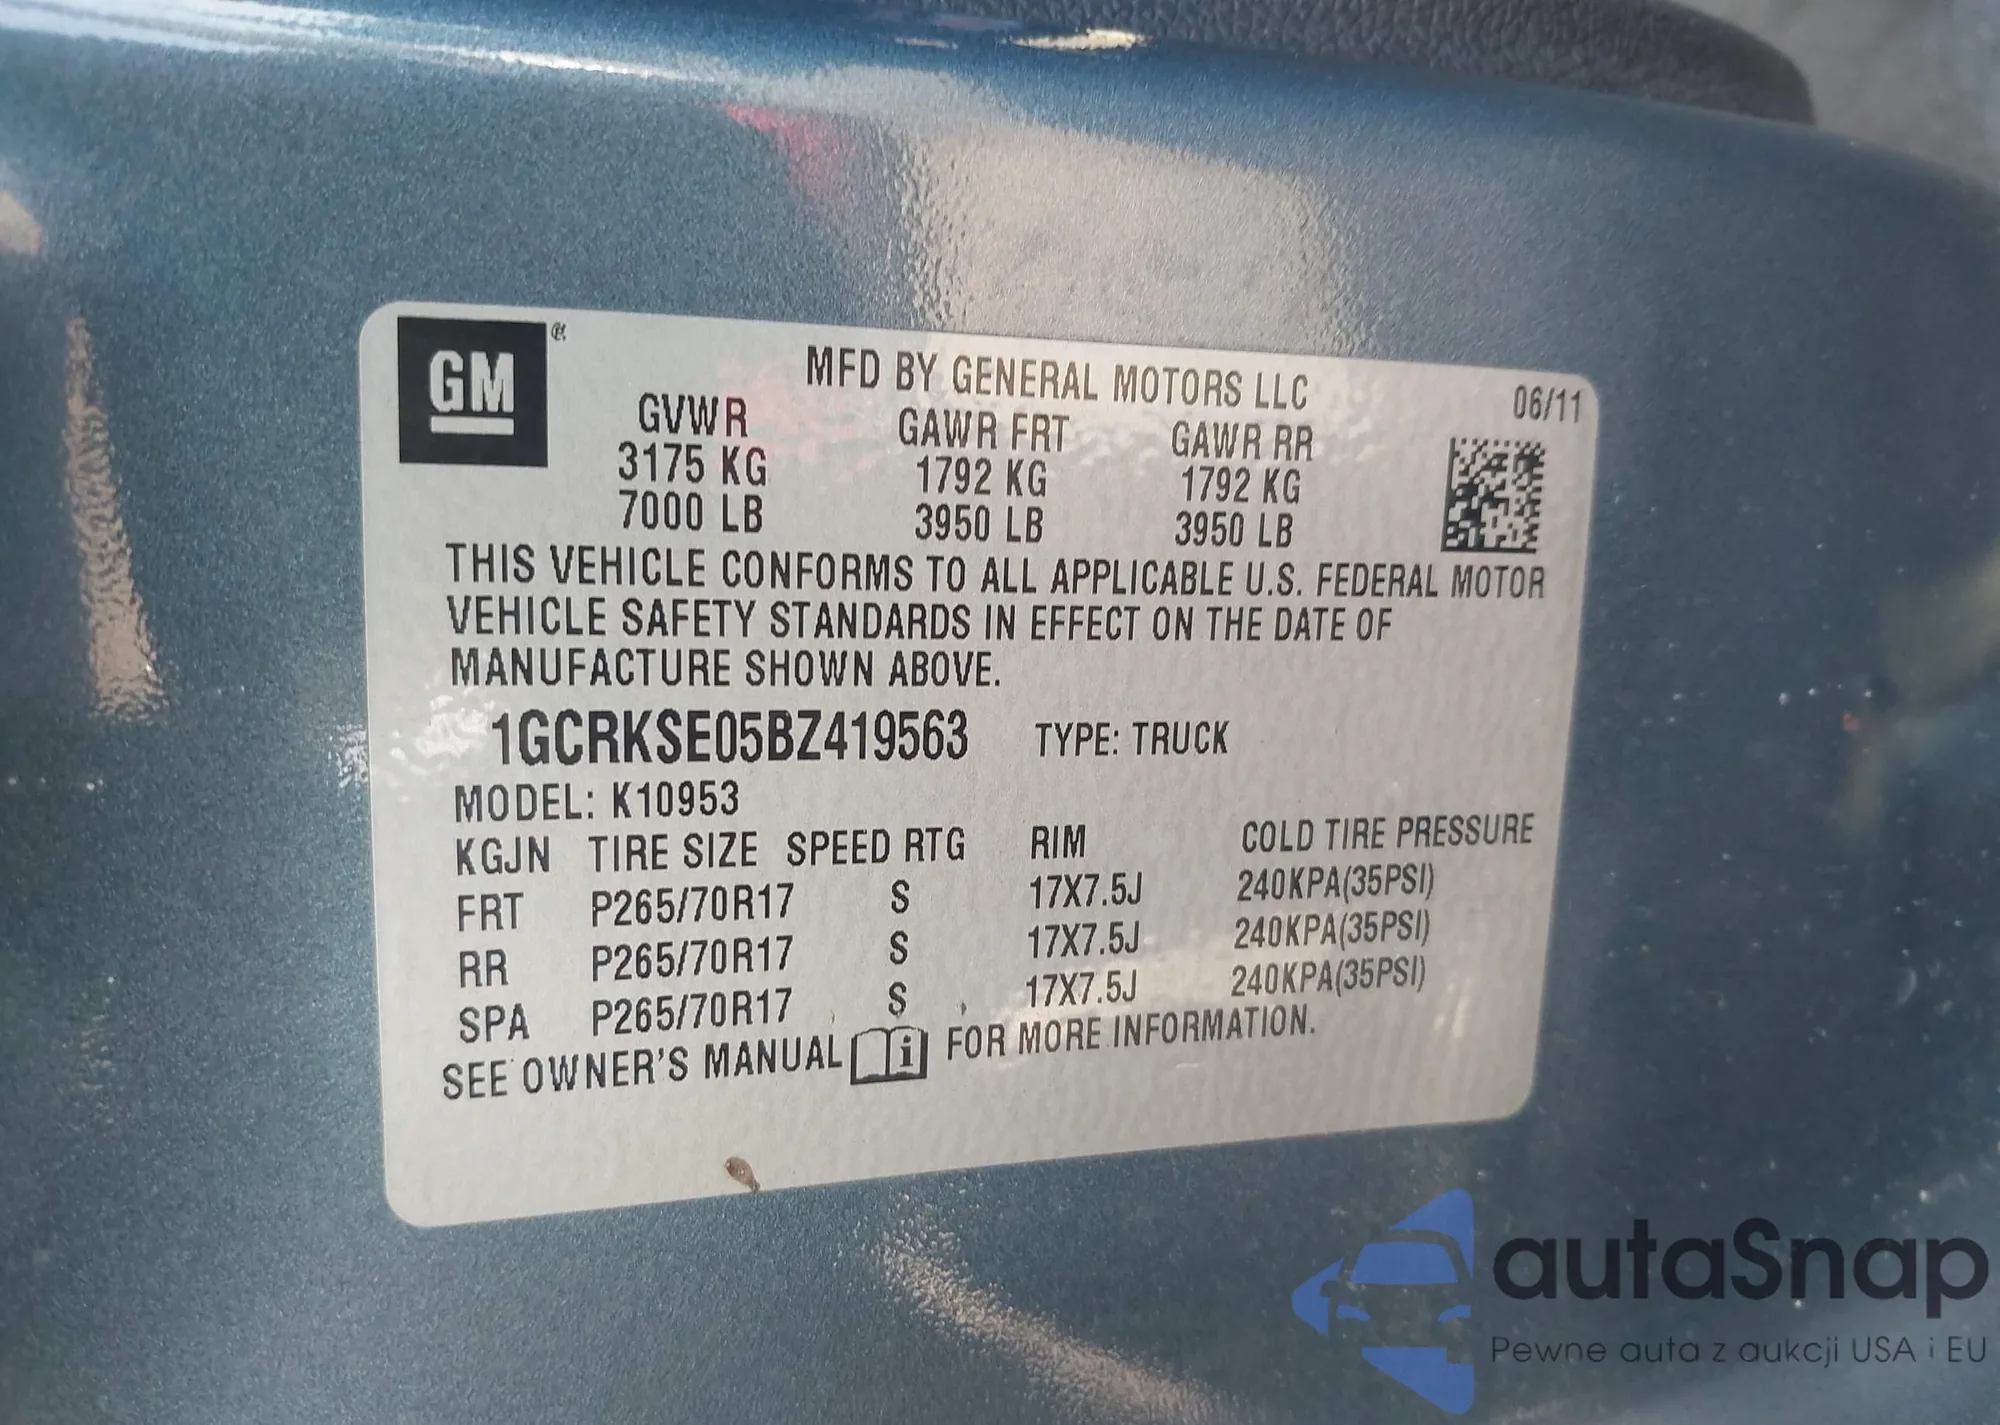 GM
MFD BY GENERAL MOTORS LLC
06/11
GVWR GAWR FRT GAWR RR
3175 KG 1792 KG 1792 KG
7000 LB 3950 LB 3950 LB
THIS VEHICLE CONFORMS TO ALL APPLICABLE U.S. FEDERAL MOTOR
VEHICLE SAFETY STANDARDS IN EFFECT ON THE DATE OF
MANUFACTURE SHOWN ABOVE.
1GCRKSE05BZ419563 TYPE: TRUCK
MODEL: K10953
KGJN TIRE SIZE SPEED RTG RIM COLD TIRE PRESSURE
FRT P265/70R17 S 17X7.5J 240KPA(35PSI)
RR P265/70R17 S 17X7.5J 240KPA(35PSI)
SPA P265/70R17 S 17X7.5J 240KPA(35PSI)
SEE OWNER'S MANUAL i FOR MORE INFORMATION.
autaSnap
Pewne auta z aukcji USA i EU